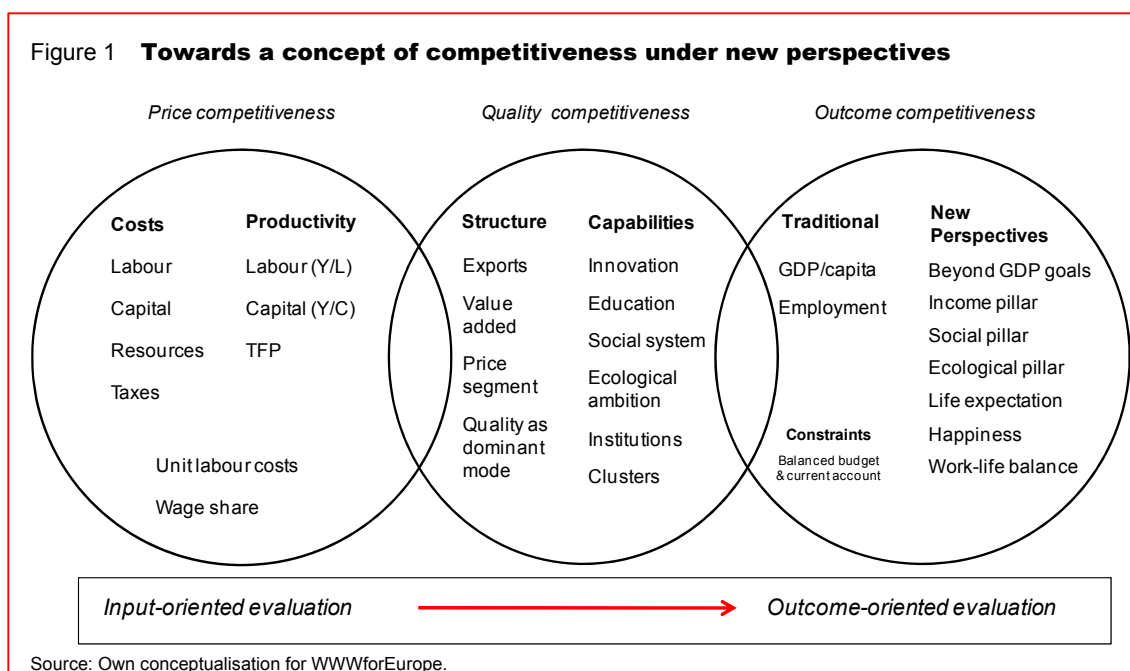 Figure 1 Towards a concept of competitiveness under new perspectives
Price competitiveness
Quality competitiveness
Outcome competitiveness
Costs
Labour
Capital
Resources
Taxes
Productivity
Labour (Y/L)
Capital (Y/C)
TFP
Unit labour costs
Wage share
Structure
Exports
Value
added
Price
segment
Quality as
dominant
mode
Capabilities
Innovation
Education
Social system
Ecological
ambition
Institutions
Clusters
Traditional
GDP/capita
Employment
Constraints
Balanced budget
& current account
New
Perspectives
Beyond GDP goals
Income pillar
Social pillar
Ecological pillar
Life expectation
Happiness
Work-life balance
Input-oriented evaluation
Outcome-oriented evaluation
Source: Own conceptualisation for WWWforEurope.